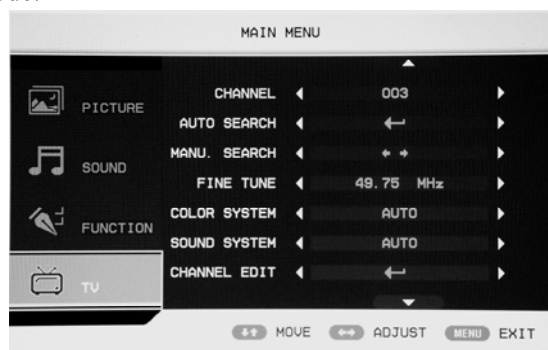 MAIN MENU
PICTURE
SOUND
FUNCTION
TV
CHANNEL 003
AUTO SEARCH
MANU. SEARCH
FINE TUNE 49.75 MHz
COLOR SYSTEM AUTO
SOUND SYSTEM AUTO
CHANNEL EDIT
MOVE ADJUST MENU EXIT